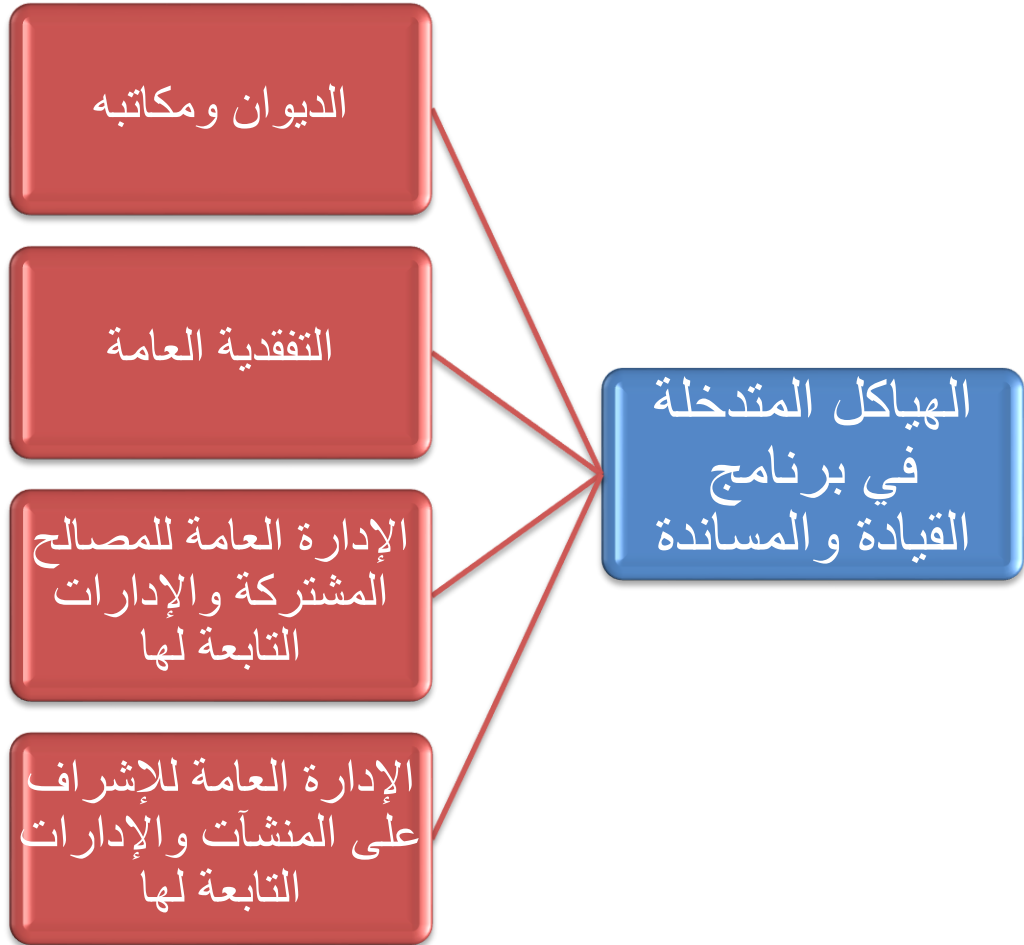 الهياكل المتدخلة
في برنامج
القيادة والمساندة
الديوان ومكاتبه
التفقدية العامة
الإدارة العامة للمصالح
المشتركة والإدارات
التابعة لها
الإدارة العامة للإشراف
على المنشآت والإدارات
التابعة لها